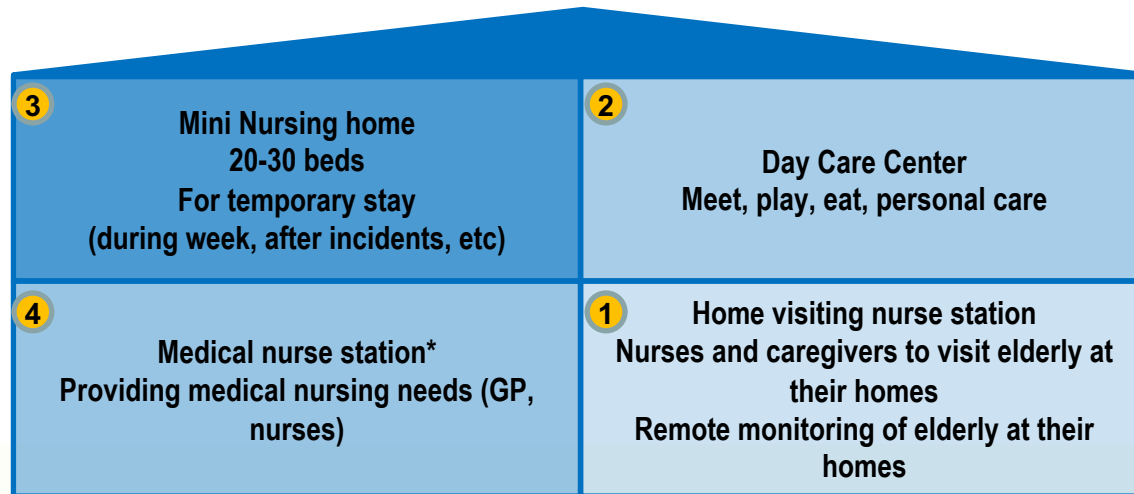 3
Mini Nursing home
20-30 beds
For temporary stay
(during week, after incidents, etc)
2
Day Care Center
Meet, play, eat, personal care
4
Medical nurse station*
Providing medical nursing needs (GP,
nurses)
1
Home visiting nurse station
Nurses and caregivers to visit elderly at
their homes
Remote monitoring of elderly at their
homes